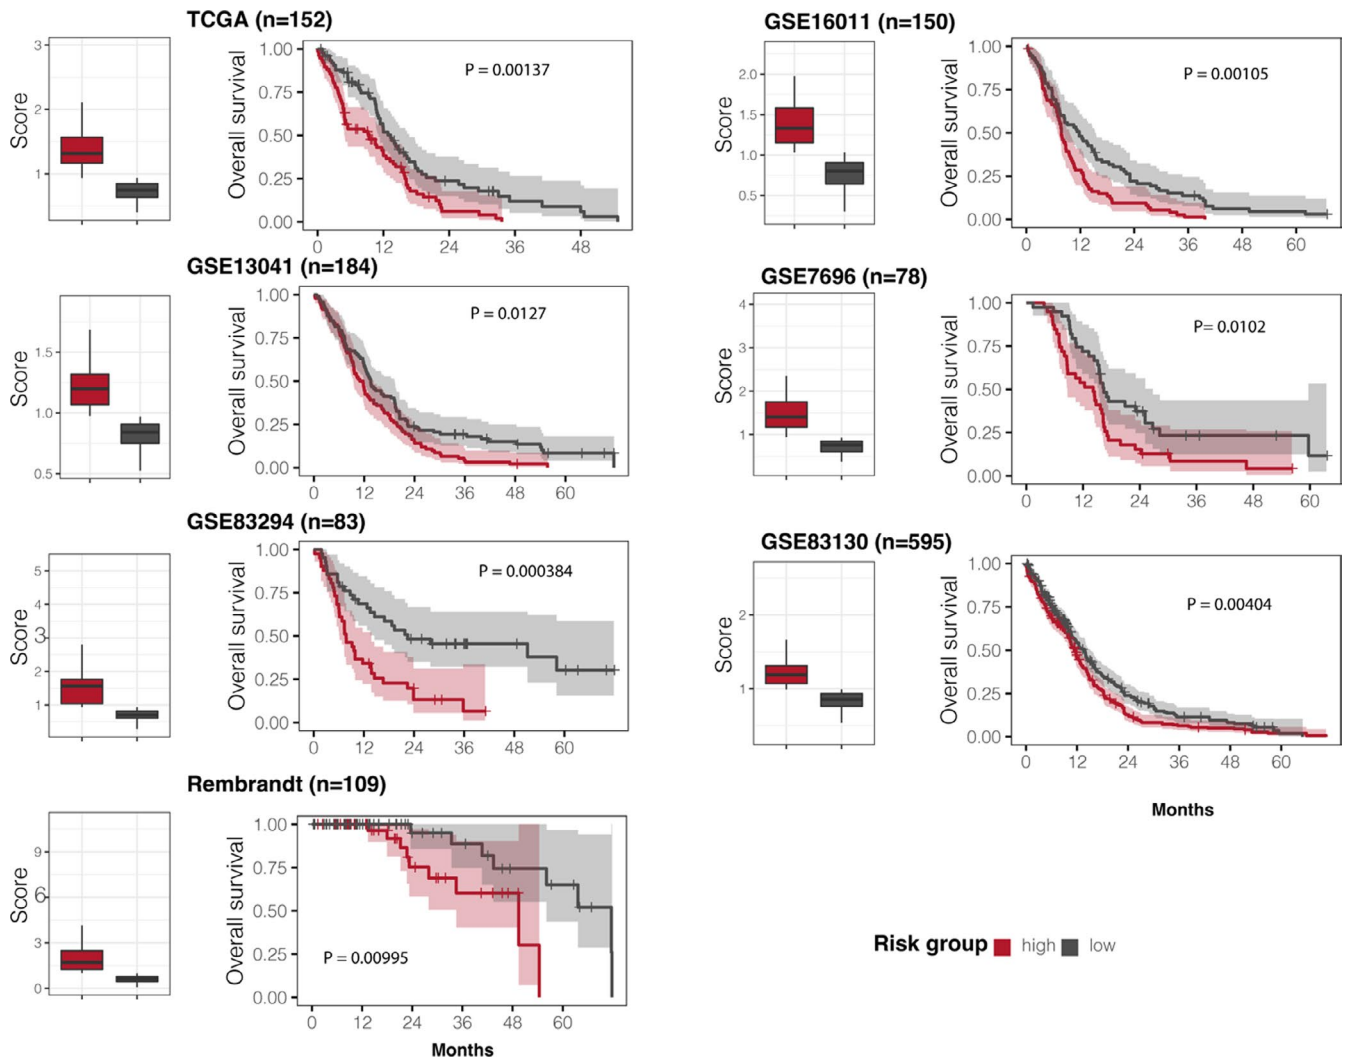 TCGA (n=152)
Score
3
2
1
Overall survival
1.00
0.75
0.50
0.25
0.00
P = 0.00137
0 12 24 36 48
GSE16011 (n=150)
Score
2.0
1.5
1.0
0.5
Overall survival
1.00
0.75
0.50
0.25
0.00
P = 0.00105
0 12 24 36 48 60
GSE13041 (n=184)
Score
1.5
1.0
0.5
Overall survival
1.00
0.75
0.50
0.25
0.00
P = 0.0127
0 12 24 36 48 60
GSE7696 (n=78)
Score
4
3
2
1
Overall survival
1.00
0.75
0.50
0.25
0.00
P= 0.0102
0 12 24 36 48 60
GSE83294 (n=83)
Score
5
4
3
2
1
Overall survival
1.00
0.75
0.50
0.25
0.00
P = 0.000384
0 12 24 36 48 60
GSE83130 (n=595)
Score
2
1
Overall survival
1.00
0.75
0.50
0.25
0.00
P = 0.00404
0 12 24 36 48 60
Months
Rembrandt (n=109)
Score
9
6
3
0
Overall survival
1.00
0.75
0.50
0.25
0.00
P = 0.00995
0 12 24 36 48 60
Months
Risk group high low